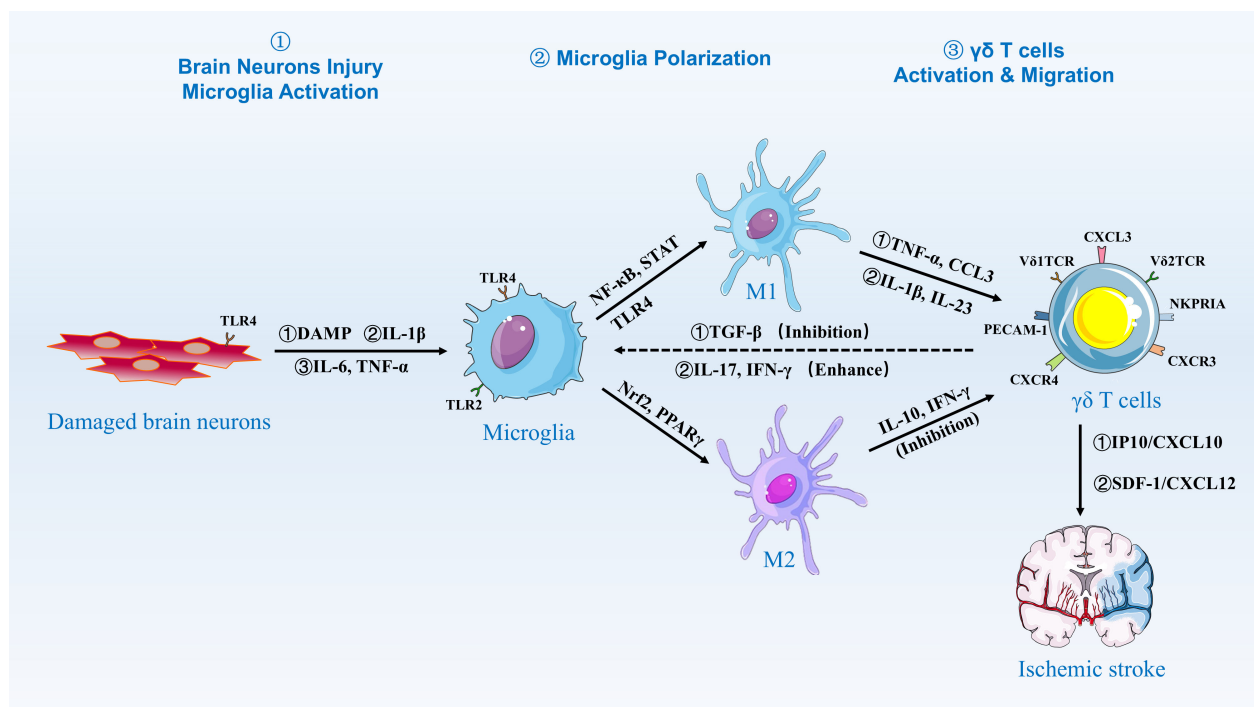 ①
Brain Neurons Injury
Microglia Activation
② Microglia Polarization
③ γδ T cells
Activation & Migration
TLR4
①DAMP ②IL-1β
③IL-6, TNF-α
Damaged brain neurons
TLR4
TLR2
Microglia
NF-κB, STAT
TLR4
M1
①TNF-α, CCL3
②IL-1β, IL-23
①TGF-β （Inhibition）
②IL-17, IFN-γ （Enhance）
Nrf2, PPARγ
M2
IL-10, IFN-γ
(Inhibition)
CXCL3
Vδ1TCR
Vδ2TCR
PECAM-1
NKPRIA
CXCR4
CXCR3
γδ T cells
①IP10/CXCL10
②SDF-1/CXCL12
Ischemic stroke